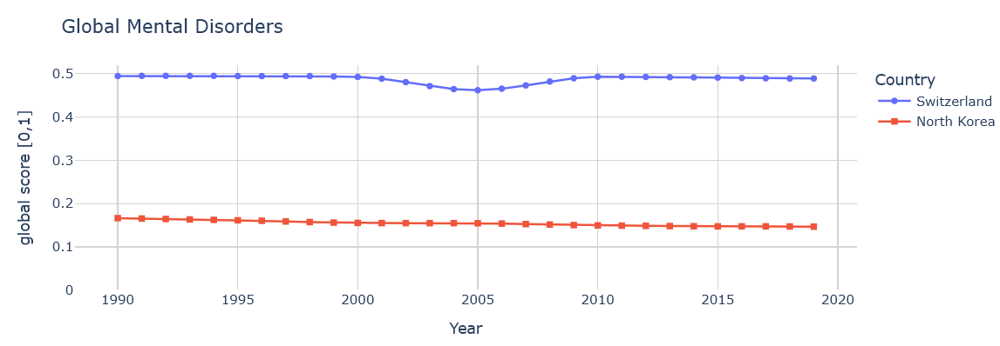 Global Mental Disorders
global score [0,1]
0.5
0.4
0.3
0.2
0.1
0
1990 1995 2000 2005 2010 2015 2020
Year
Country
Switzerland
North Korea